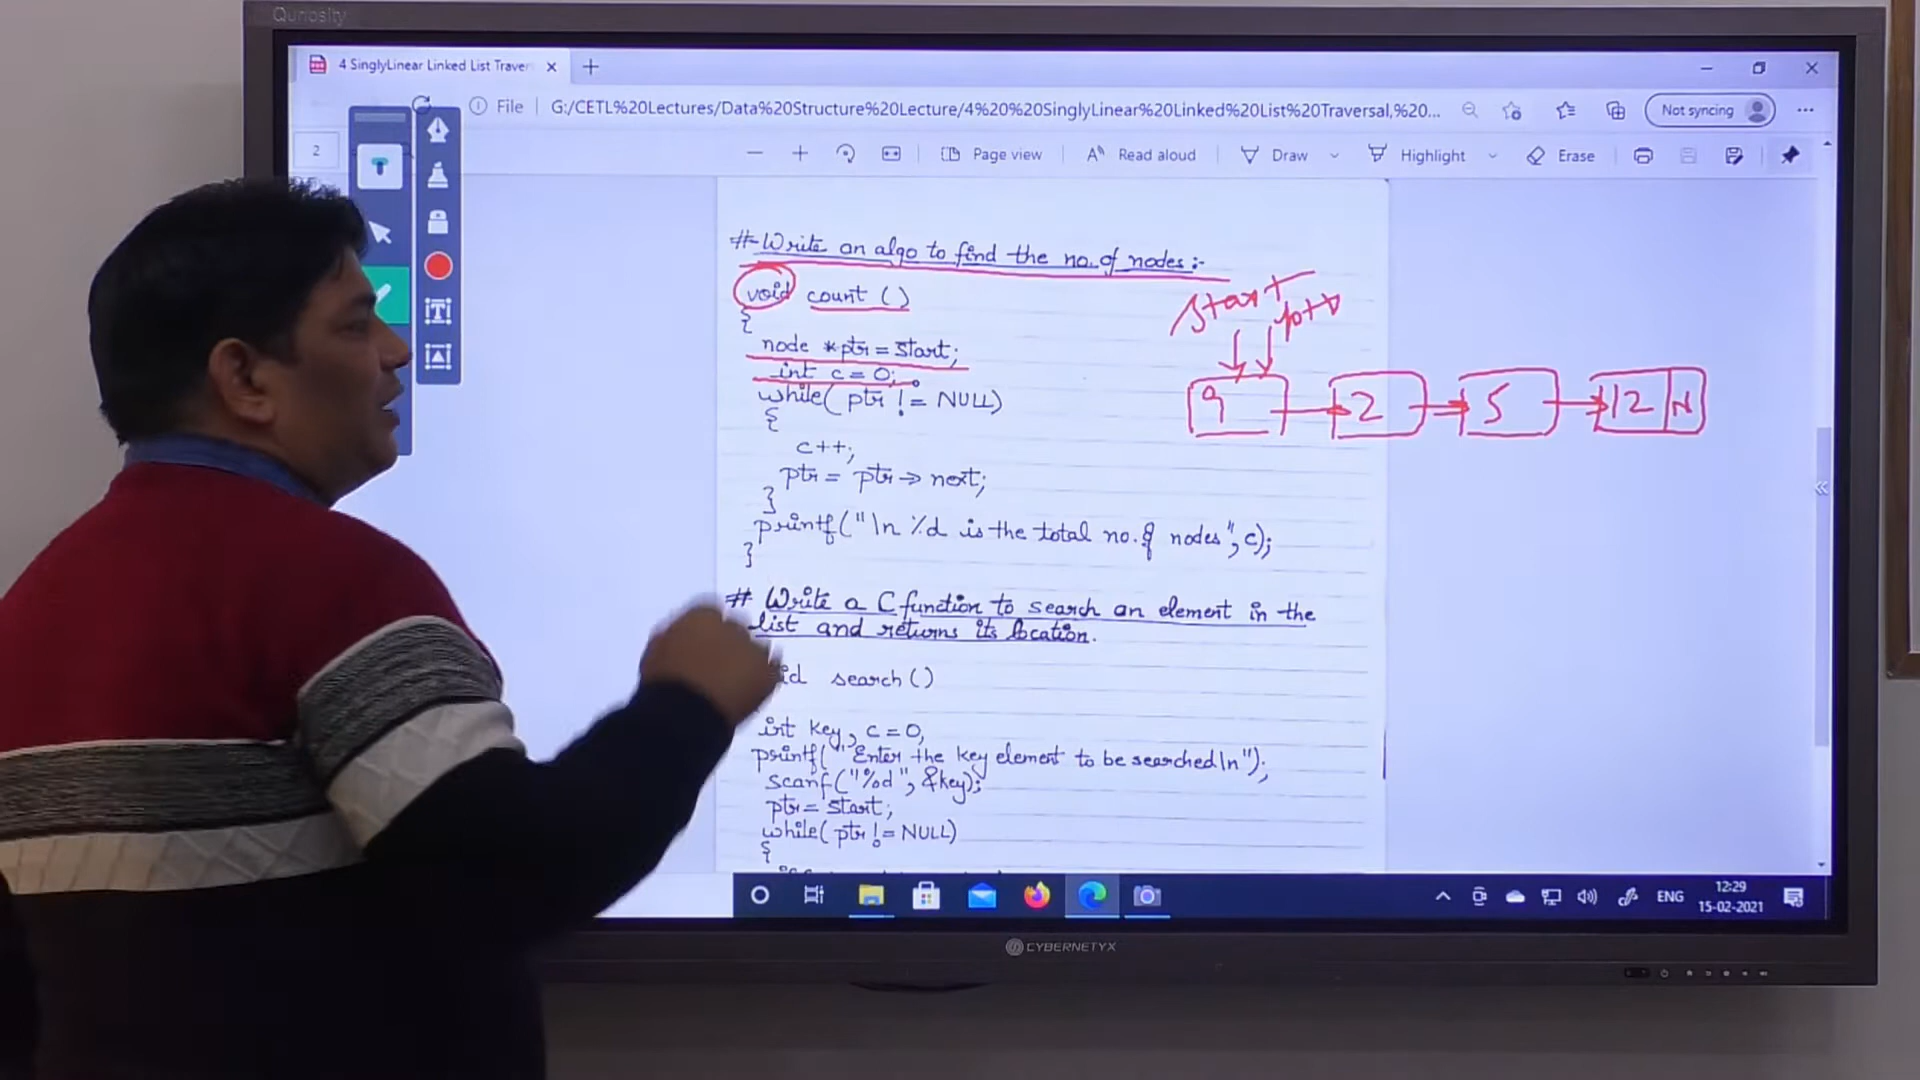 Quriosity
4 SinglyLinear Linked List Traver
File
G:/CETL%20Lectures/Data%20Structure%20Lecture/4%20%20SinglyLinear%20Linked%20List%20Traversal,%20...
Not syncing
2
Page view
Read aloud
Draw
Highlight
Erase
# Write an algo to find the no. of nodes :-
void count ()
{
node *ptr = start;
int c = 0;
while( ptr != NULL)
{
c++;
ptr = ptr → next;
}
printf("\n %d is the total no. of nodes", c);
}
start
ptr
9
2
5
12 N
# Write a C function to search an element in the
list and returns its location.
id search ()
int key, c = 0,
printf("Enter the key element to be searched\n");
scanf("%d", &key);
ptr = start;
while( ptr != NULL)
{
ENG
12:29
15-02-2021
CYBERNETYX